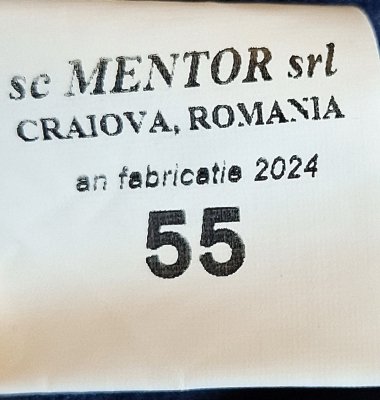 sc MENTOR srl
CRAIOVA, ROMANIA
an fabricatie 2024
55